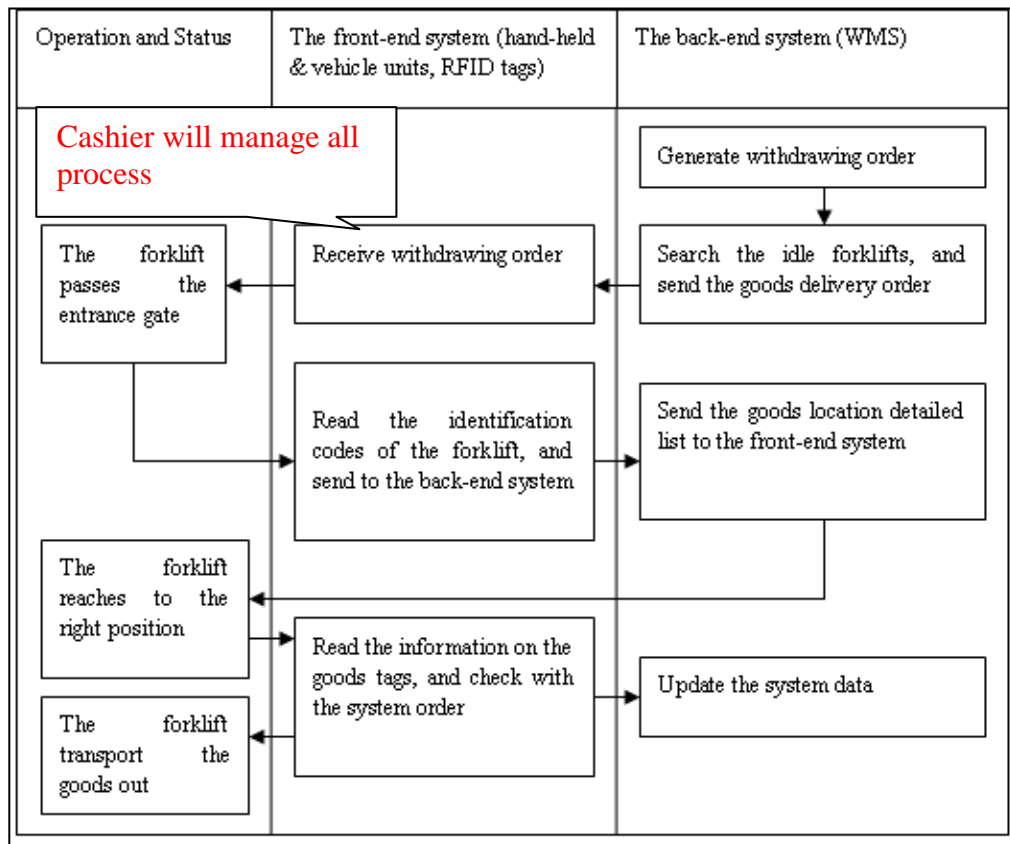 Operation and Status
The front-end system (hand-held
& vehicle units, RFID tags)
The back-end system (WMS)
Cashier will manage all
process
Generate withdrawing order
The forklift
passes the
entrance gate
Receive withdrawing order
Search the idle forklifts, and
send the goods delivery order
Read the identification
codes of the forklift, and
send to the back-end system
Send the goods location detailed
list to the front-end system
The forklift
reaches to the
right position
Read the information on the
goods tags, and check with
the system order
Update the system data
The forklift
transport the
goods out